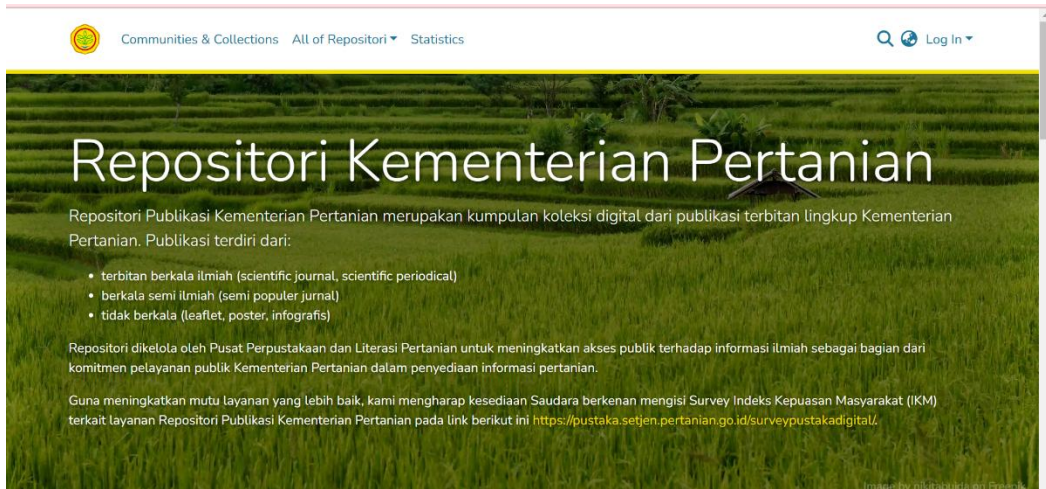 Communities & Collections All of Repositori Statistics Log In
Repositori Kementerian Pertanian
Repositori Publikasi Kementerian Pertanian merupakan kumpulan koleksi digital dari publikasi terbitan lingkup Kementerian
Pertanian. Publikasi terdiri dari:
• terbitan berkala ilmiah (scientific journal, scientific periodical)
• berkala semi ilmiah (semi populer jurnal)
• tidak berkala (leaflet, poster, infografis)
Repositori dikelola oleh Pusat Perpustakaan dan Literasi Pertanian untuk meningkatkan akses publik terhadap informasi ilmiah sebagai bagian dari
komitmen pelayanan publik Kementerian Pertanian dalam penyediaan informasi pertanian.
Guna meningkatkan mutu layanan yang lebih baik, kami mengharap kesediaan Saudara berkenan mengisi Survey Indeks Kepuasan Masyarakat (IKM)
terkait layanan Repositori Publikasi Kementerian Pertanian pada link berikut ini https://pustaka.setjen.pertanian.go.id/surveypustakadigital/.
Image by nikitabuida on Freepik